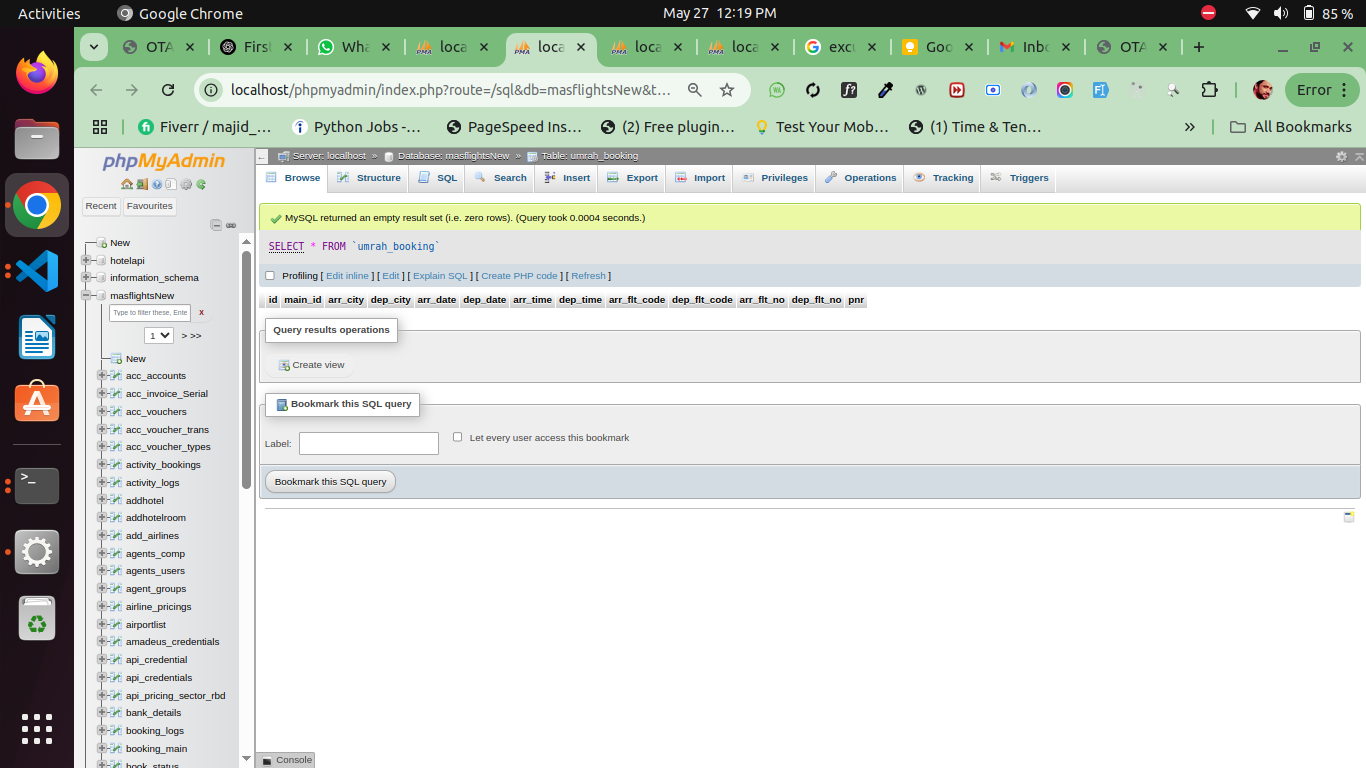 Activities
Google Chrome
May 27 12:19 PM
85 %
OTA
First
Wha
loca
loca
loca
loca
excu
Goo
Inbo
OTA
localhost/phpmyadmin/index.php?route=/sql&db=masflightsNew&t…
Error
Fiverr / majid_…
Python Jobs -…
PageSpeed Ins…
(2) Free plugin…
Test Your Mob…
(1) Time & Ten…
»
All Bookmarks
phpMyAdmin
Recent
Favourites
New
hotelapi
information_schema
masflightsNew
Type to filter these, Ente
X
1
> >>
New
acc_accounts
acc_invoice_Serial
acc_vouchers
acc_voucher_trans
acc_voucher_types
activity_bookings
activity_logs
addhotel
addhotelroom
add_airlines
agents_comp
agents_users
agent_groups
airline_pricings
airportlist
amadeus_credentials
api_credential
api_credentials
api_pricing_sector_rbd
bank_details
booking_logs
booking_main
book_status
Server: localhost » Database: masflightsNew » Table: umrah_booking
Browse
Structure
SQL
Search
Insert
Export
Import
Privileges
Operations
Tracking
Triggers
MySQL returned an empty result set (i.e. zero rows). (Query took 0.0004 seconds.)
SELECT * FROM `umrah_booking`
Profiling [ Edit inline ] [ Edit ] [ Explain SQL ] [ Create PHP code ] [ Refresh ]
id main_id arr_city dep_city arr_date dep_date arr_time dep_time arr_flt_code dep_flt_code arr_flt_no dep_flt_no pnr
Query results operations
Create view
Bookmark this SQL query
Label:
Let every user access this bookmark
Bookmark this SQL query
Console